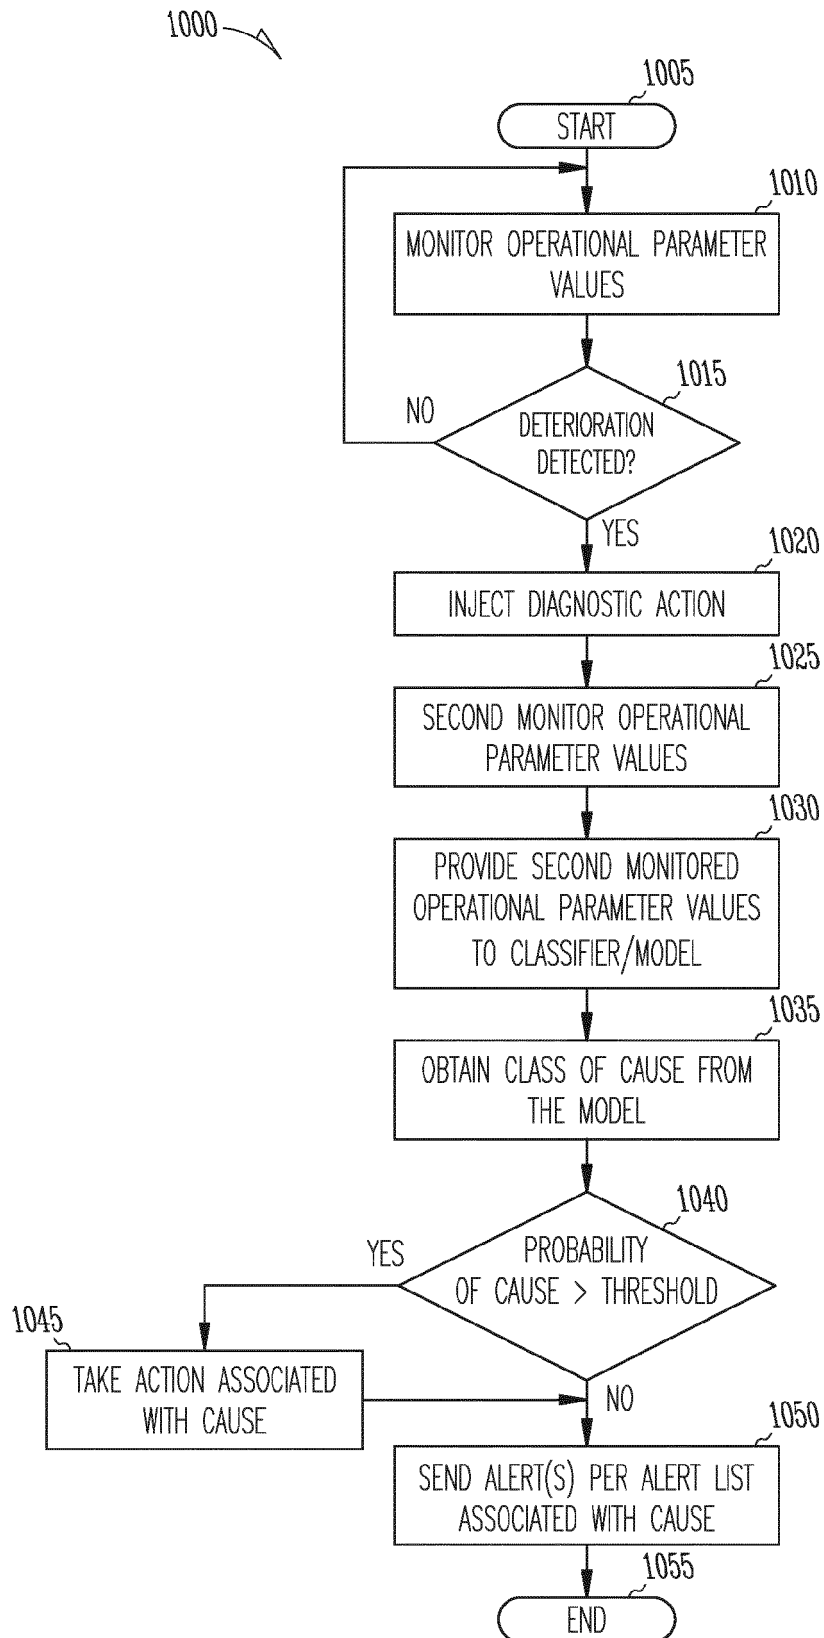 1000
1005
START
1010
MONITOR OPERATIONAL PARAMETER
VALUES
1015
NO
DETERIORATION
DETECTED?
YES
1020
INJECT DIAGNOSTIC ACTION
1025
SECOND MONITOR OPERATIONAL
PARAMETER VALUES
1030
PROVIDE SECOND MONITORED
OPERATIONAL PARAMETER VALUES
TO CLASSIFIER/MODEL
1035
OBTAIN CLASS OF CAUSE FROM
THE MODEL
1040
YES
PROBABILITY
OF CAUSE > THRESHOLD
1045
TAKE ACTION ASSOCIATED
WITH CAUSE
NO
1050
SEND ALERT(S) PER ALERT LIST
ASSOCIATED WITH CAUSE
1055
END